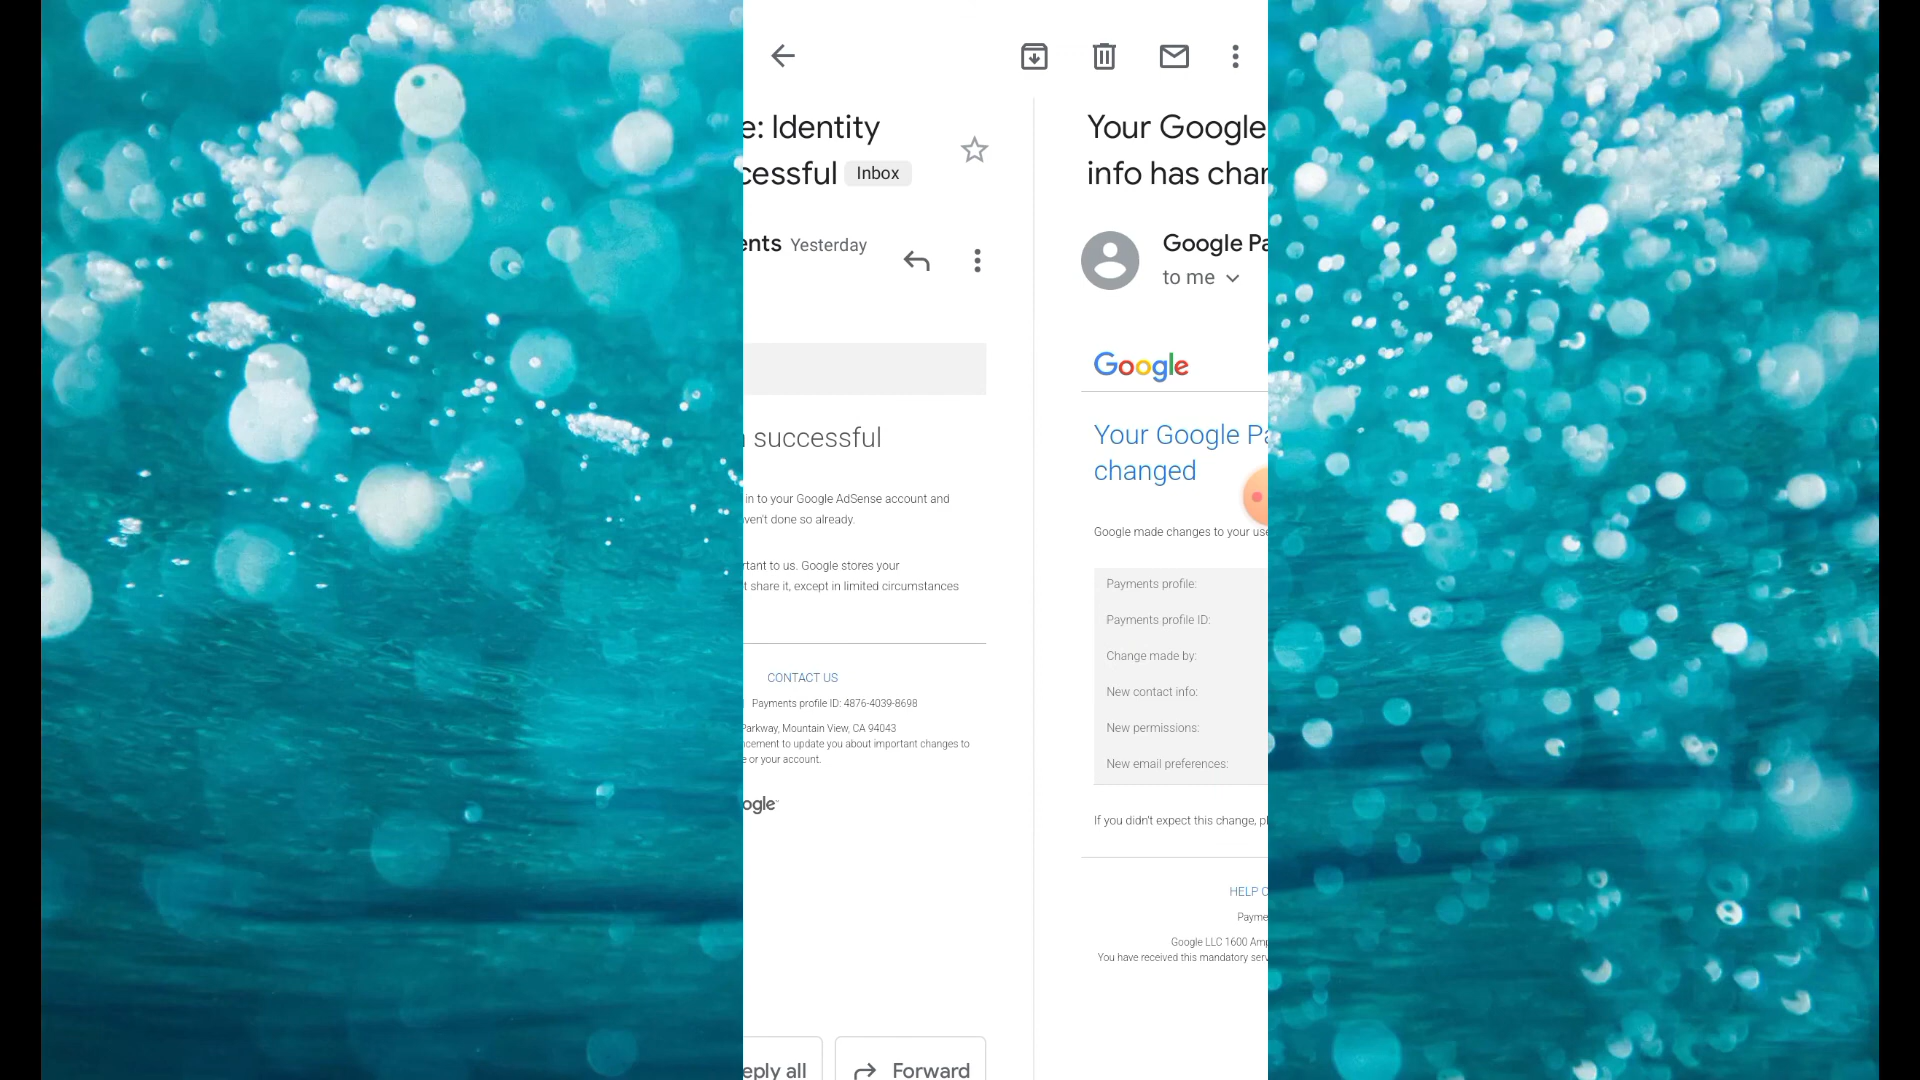 e: Identity
cessful Inbox
ents Yesterday
successful
in to your Google AdSense account and
ven't done so already.
rtant to us. Google stores your
t share it, except in limited circumstances
CONTACT US
Payments profile ID: 4876-4039-8698
Parkway, Mountain View, CA 94043
ncement to update you about important changes to
e or your account.
ogle
eply all
Forward
Your Google
info has char
Google Pa
to me
Google
Your Google Pa
changed
Google made changes to your use
Payments profile:
Payments profile ID:
Change made by:
New contact info:
New permissions:
New email preferences:
If you didn't expect this change, pl
HELP C
Payme
Google LLC 1600 Amp
You have received this mandatory serv